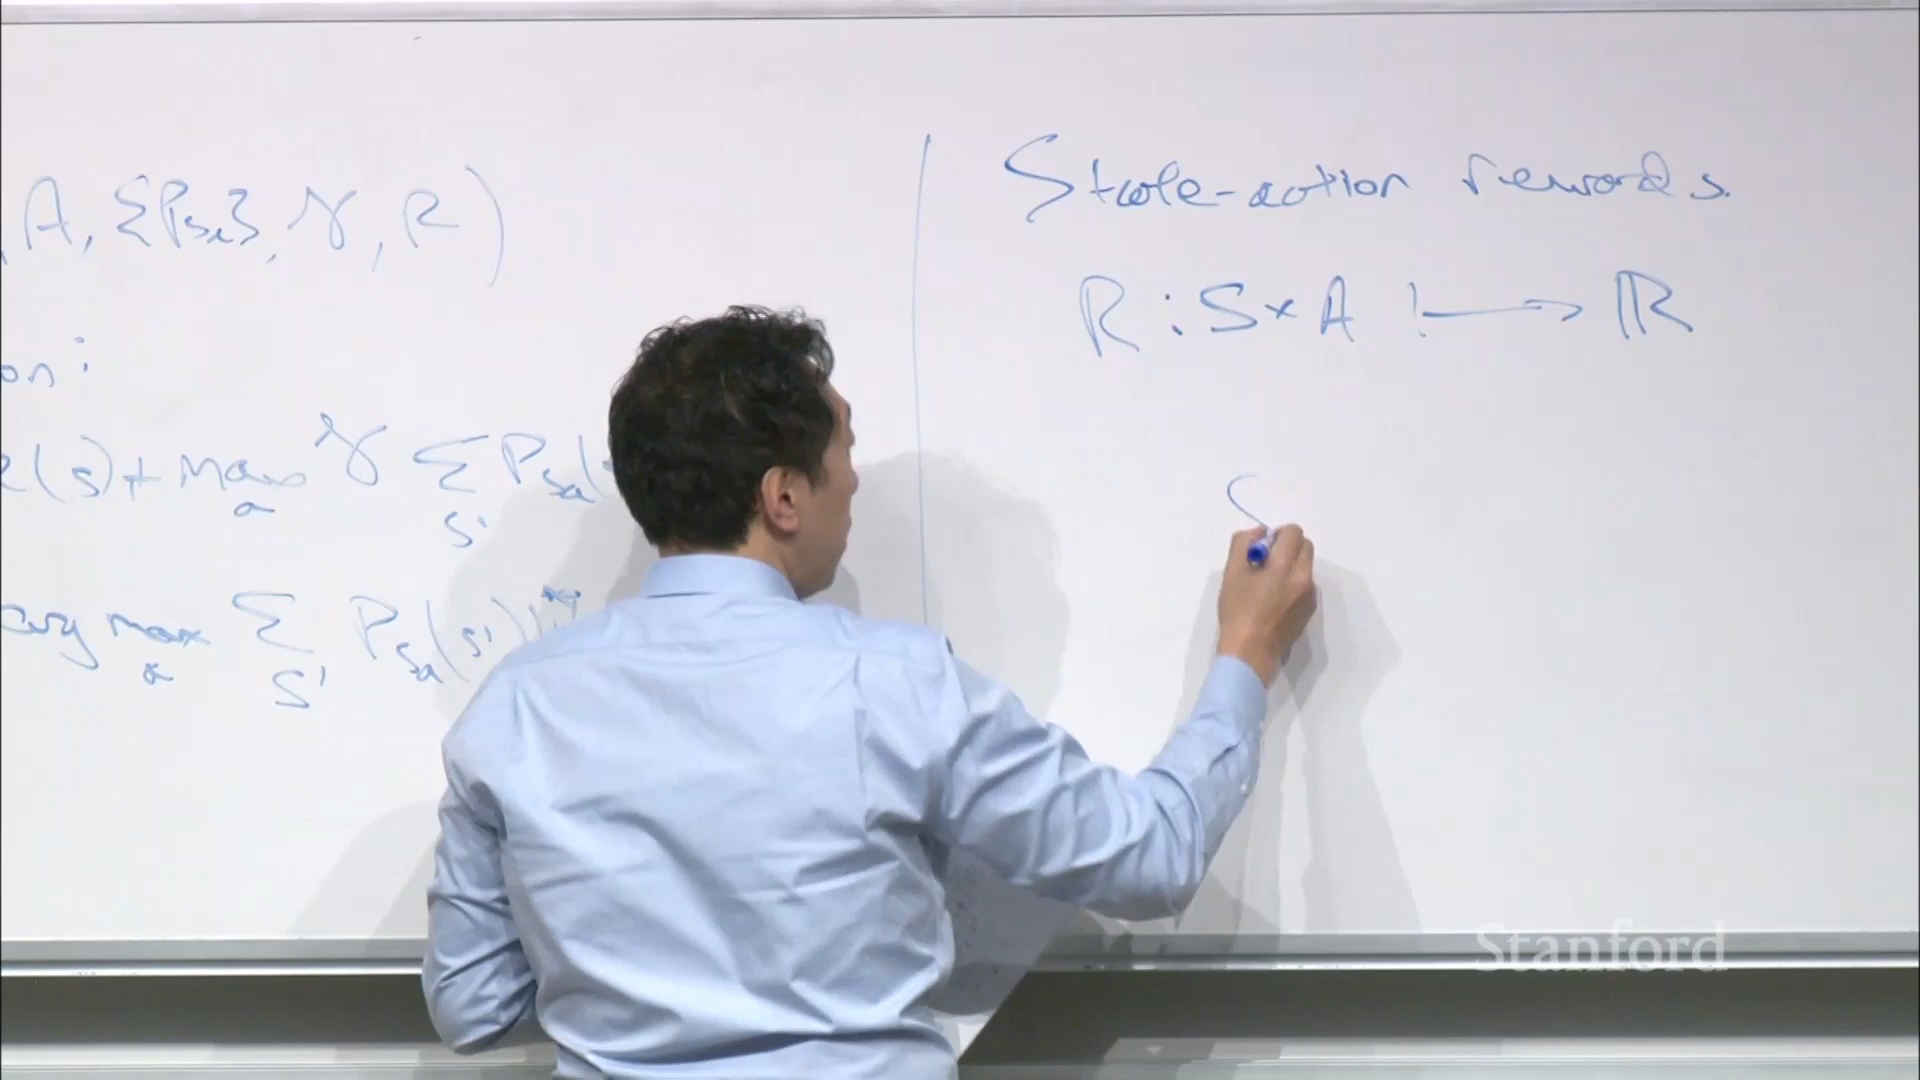 , A, {Psa}, γ, R)
on:
R(s) + max γ Σ Psa(
a s'
arg max Σ Psa(s') *
a s'
State-action rewards.
R : S × A ↦ ℝ
S
Stanford